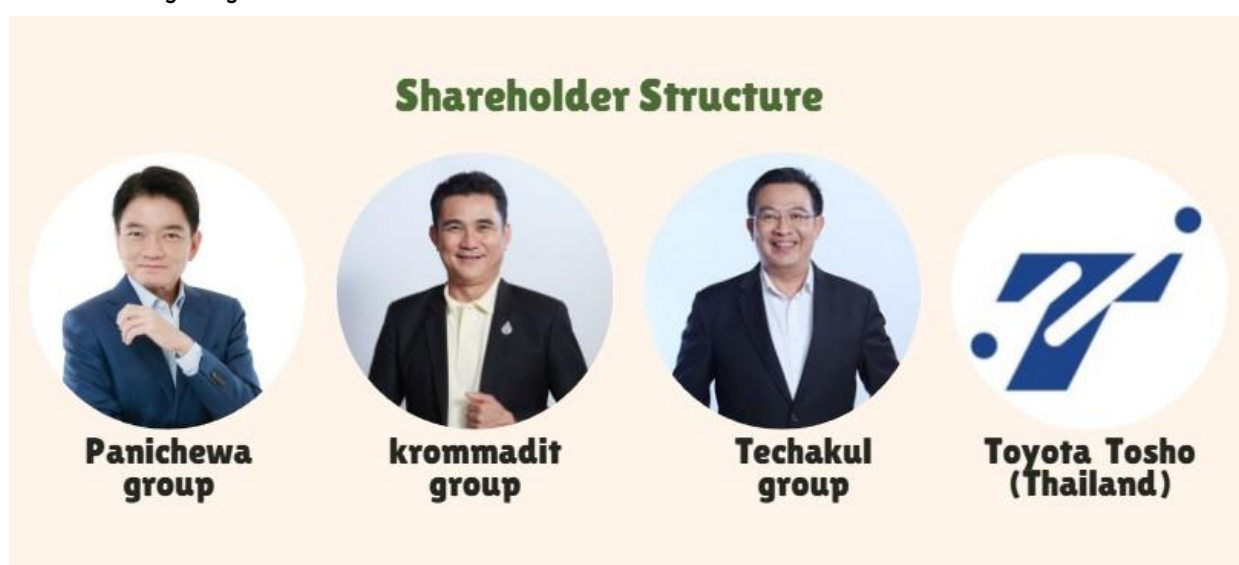 Shareholder Structure
Panichewa
group
krommadit
group
Techakul
group
Toyota Tosho
(Thailand)